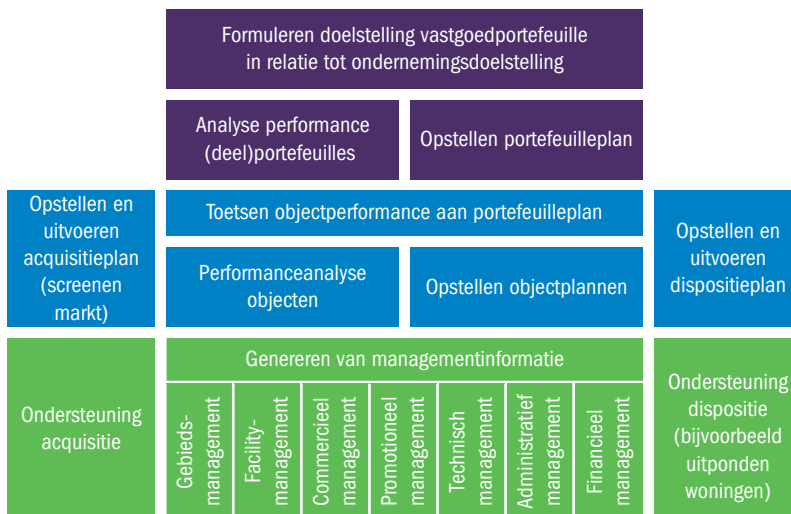 Formuleren doelstelling vastgoedportefeuille
in relatie tot ondernemingsdoelstelling
Analyse performance
(deel)portefeuilles
Opstellen portefeuilleplan
Opstellen en
uitvoeren
acquisitieplan
(screenen
markt)
Toetsen objectperformance aan portefeuilleplan
Performanceanalyse
objecten
Opstellen objectplannen
Opstellen en
uitvoeren
dispositieplan
Ondersteuning
acquisitie
Genereren van managementinformatie
Gebieds-
management
Facility-
management
Commercieel
management
Promotioneel
management
Technisch
management
Administratief
management
Financieel
management
Ondersteuning
dispositie
(bijvoorbeeld
uitponden
woningen)